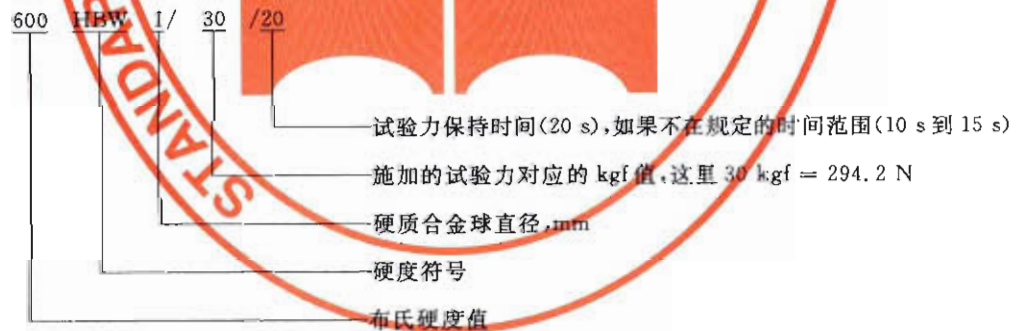 600 HBW 1/ 30 /20
试验力保持时间(20 s),如果不在规定的时间范围(10 s 到 15 s)
施加的试验力对应的 kgf 值,这里 30 kgf = 294.2 N
硬质合金球直径,mm
硬度符号
布氏硬度值
STANDA